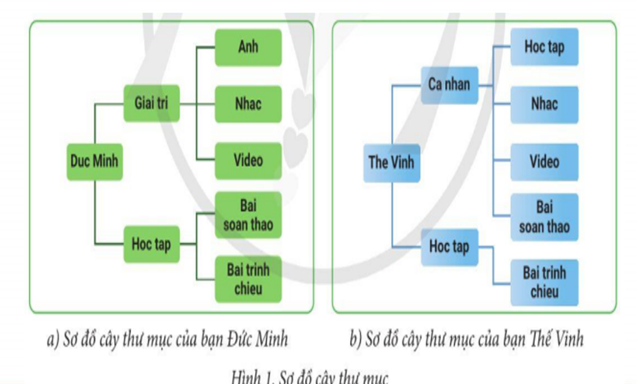 Anh
Giai tri
Nhac
Duc Minh
Video
Bai
soan thao
Hoc tap
Bai trinh
chieu
Hoc tap
Ca nhan
Nhac
The Vinh
Video
Bai
soan thao
Hoc tap
Bai trinh
chieu
a) Sơ đồ cây thư mục của bạn Đức Minh
b) Sơ đồ cây thư mục của bạn Thế Vinh
Hình 1. Sơ đồ cây thư mục